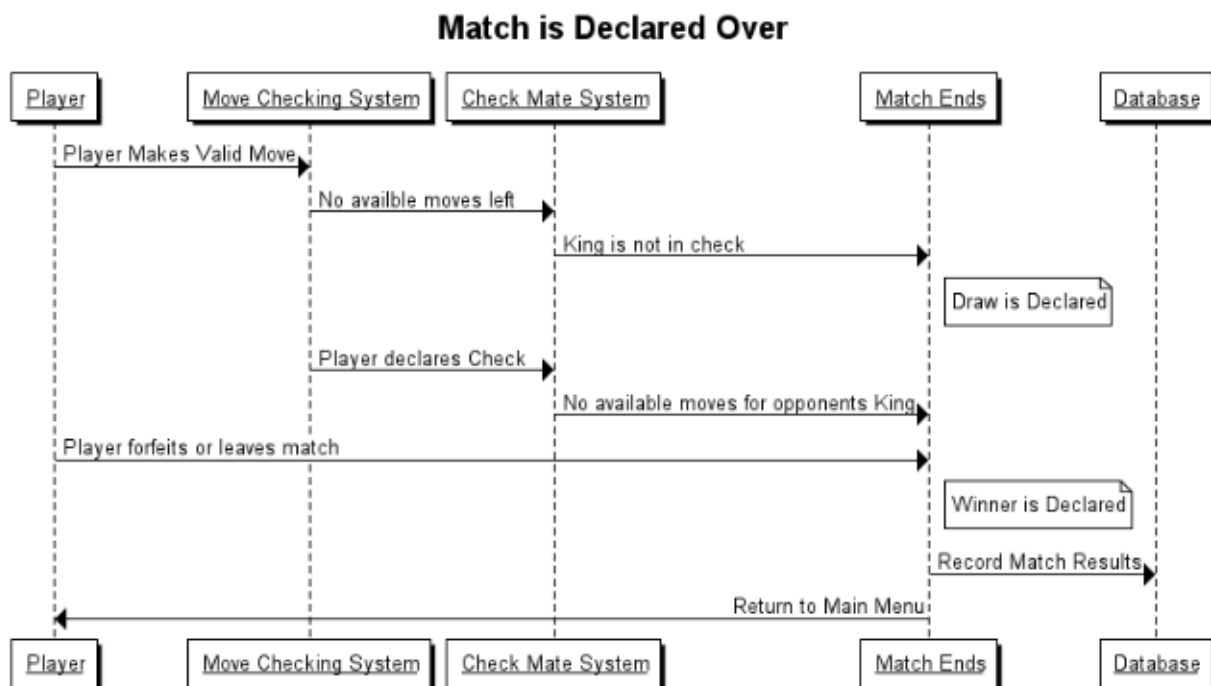 Match is Declared Over
Player
Move Checking System
Check Mate System
Match Ends
Database
Player Makes Valid Move
No availble moves left
King is not in check
Draw is Declared
Player declares Check
No available moves for opponents King
Player forfeits or leaves match
Winner is Declared
Record Match Results
Return to Main Menu
Player
Move Checking System
Check Mate System
Match Ends
Database